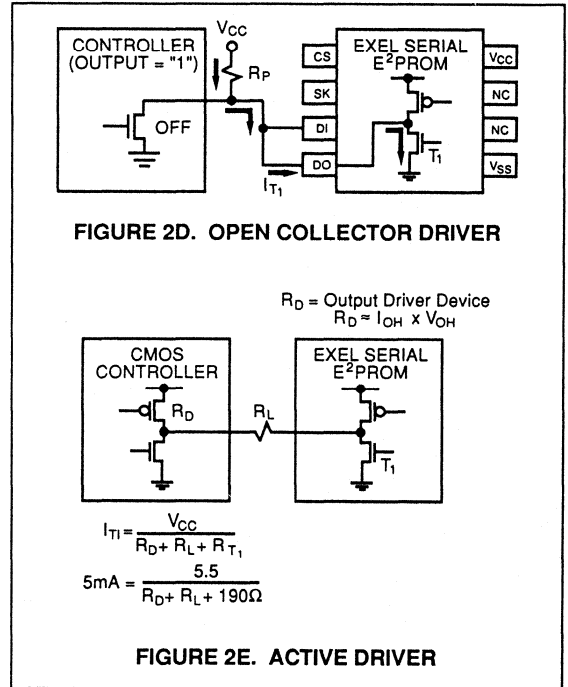 CONTROLLER
(OUTPUT = "1")
VCC
RP
OFF
IT1
CS
SK
DI
DO
EXEL SERIAL
E²PROM
T1
VCC
NC
NC
VSS
FIGURE 2D. OPEN COLLECTOR DRIVER
RD = Output Driver Device
RD ≈ IOH x VOH
CMOS
CONTROLLER
RD
RL
EXEL SERIAL
E²PROM
T1
ITI = VCC / RD + RL + RT1
5mA = 5.5 / RD + RL + 190Ω
FIGURE 2E. ACTIVE DRIVER